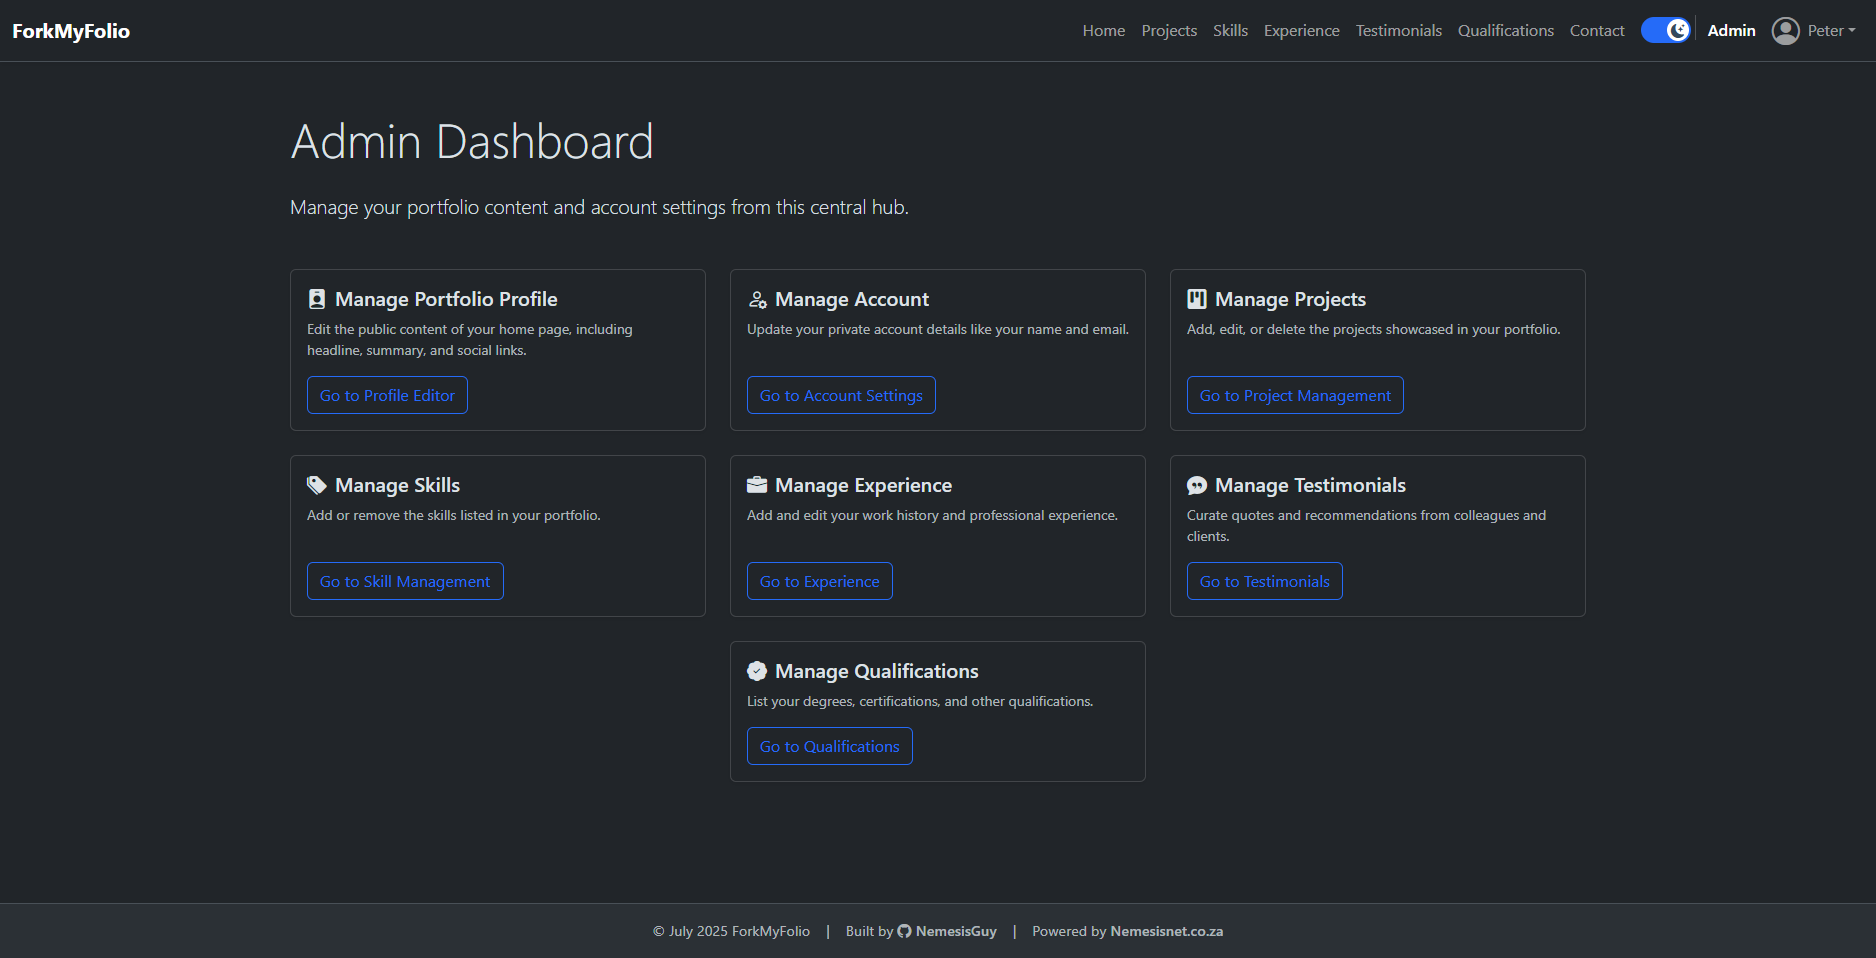 ForkMyFolio
Home Projects Skills Experience Testimonials Qualifications Contact Admin Peter
Admin Dashboard
Manage your portfolio content and account settings from this central hub.
Manage Portfolio Profile
Edit the public content of your home page, including
headline, summary, and social links.
Go to Profile Editor
Manage Account
Update your private account details like your name and email.
Go to Account Settings
Manage Projects
Add, edit, or delete the projects showcased in your portfolio.
Go to Project Management
Manage Skills
Add or remove the skills listed in your portfolio.
Go to Skill Management
Manage Experience
Add and edit your work history and professional experience.
Go to Experience
Manage Testimonials
Curate quotes and recommendations from colleagues and
clients.
Go to Testimonials
Manage Qualifications
List your degrees, certifications, and other qualifications.
Go to Qualifications
© July 2025 ForkMyFolio | Built by NemesisGuy | Powered by Nemesisnet.co.za